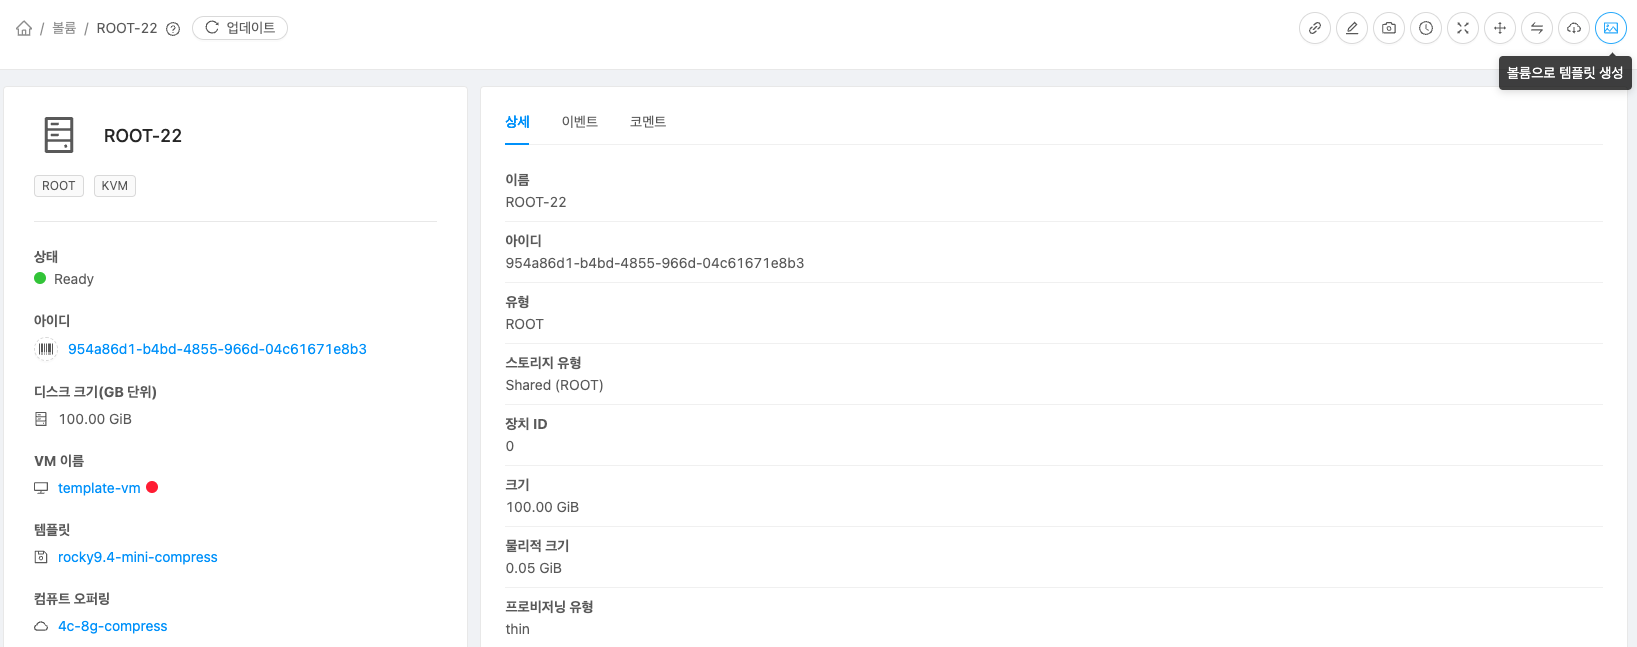 / 볼륨 / ROOT-22 업데이트
볼륨으로 템플릿 생성
ROOT-22
ROOT KVM
상태
Ready
아이디
954a86d1-b4bd-4855-966d-04c61671e8b3
디스크 크기(GB 단위)
100.00 GiB
VM 이름
template-vm
템플릿
rocky9.4-mini-compress
컴퓨트 오퍼링
4c-8g-compress
상세 이벤트 코멘트
이름
ROOT-22
아이디
954a86d1-b4bd-4855-966d-04c61671e8b3
유형
ROOT
스토리지 유형
Shared (ROOT)
장치 ID
0
크기
100.00 GiB
물리적 크기
0.05 GiB
프로비저닝 유형
thin